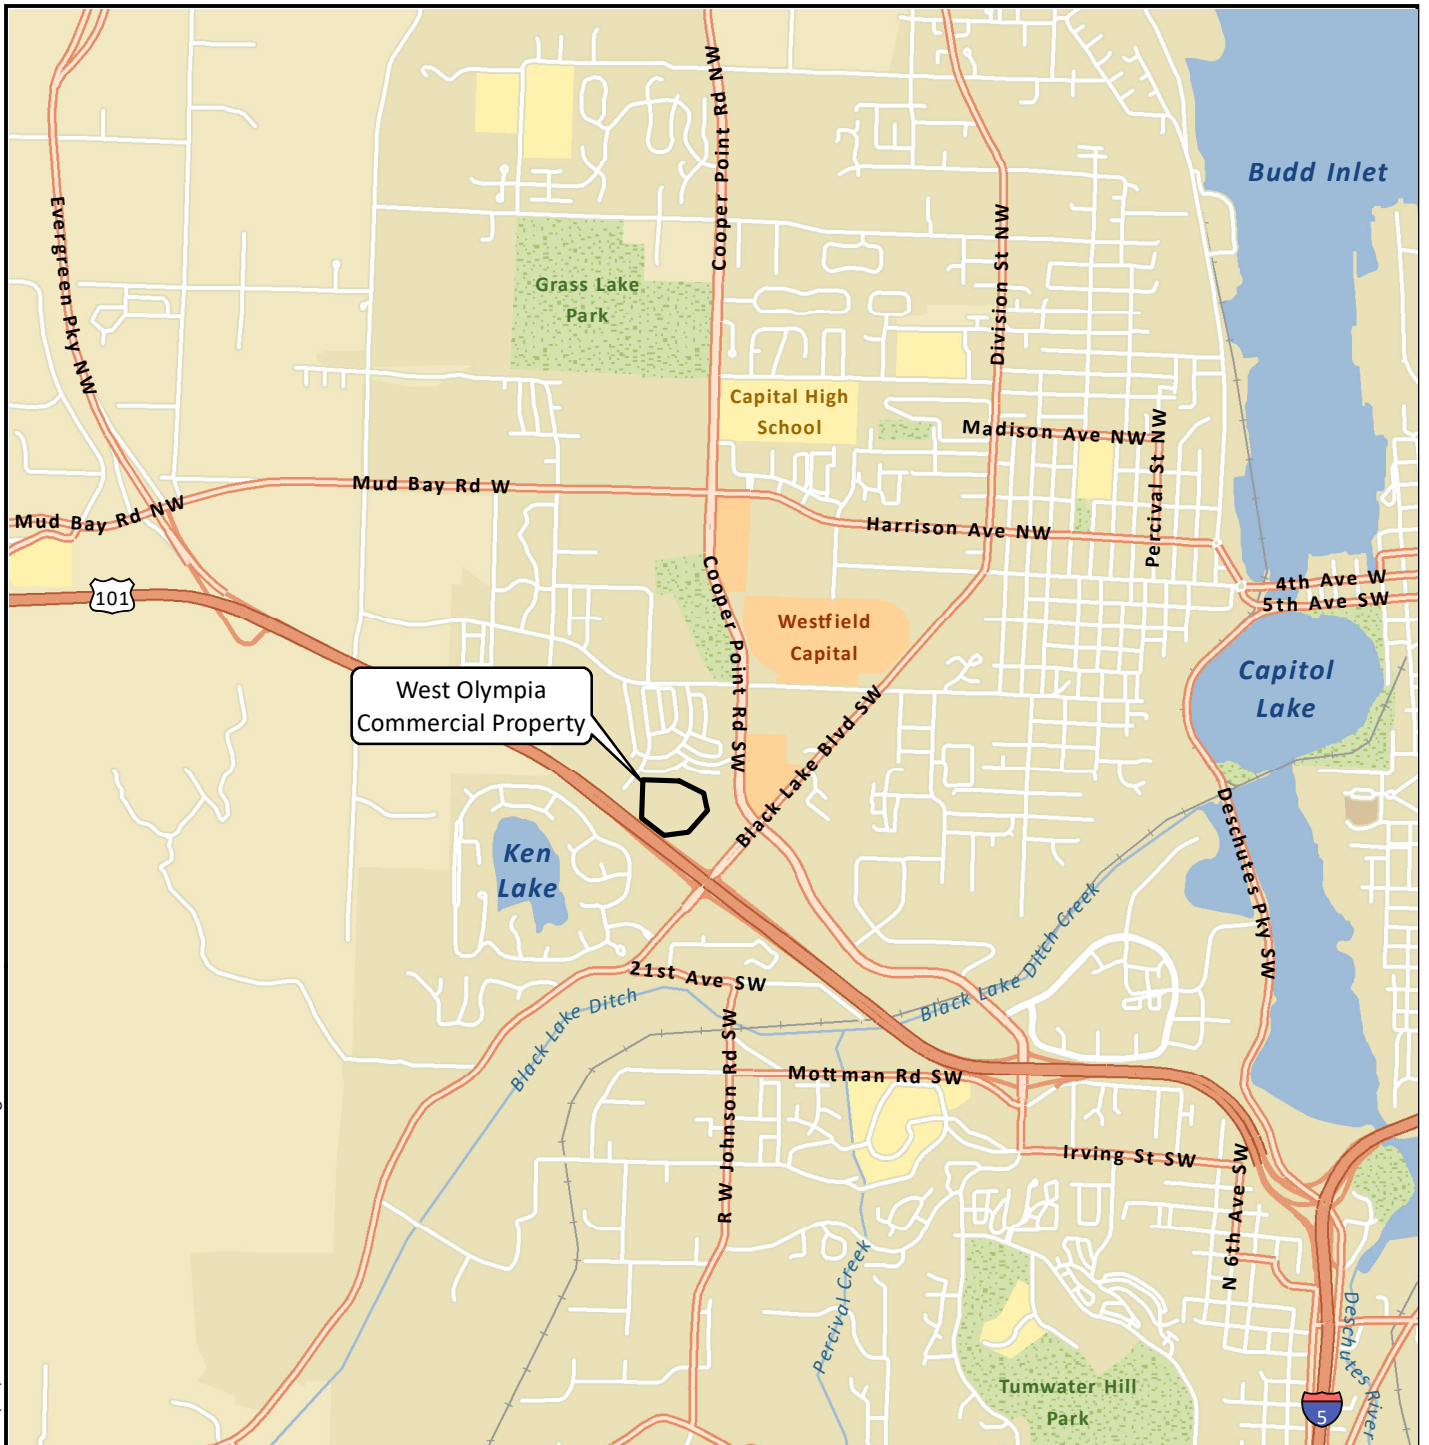 Cooper Point Rd NW
Budd Inlet
Evergreen Pky NW
Division St NW
Grass Lake
Park
Capital High
School
Madison Ave NW
Percival St NW
Mud Bay Rd W
Mud Bay Rd NW
Harrison Ave NW
101
Cooper Point Rd SW
4th Ave W
5th Ave SW
Westfield
Capital
Capitol
Lake
West Olympia
Commercial Property
Black Lake Blvd SW
Deschutes Pky SW
Ken
Lake
Black Lake Ditch Creek
21st Ave SW
Black Lake Ditch
R W Johnson Rd SW
Mottman Rd SW
Irving St SW
N 6th Ave SW
Percival Creek
Deschutes River
Tumwater Hill
Park
5